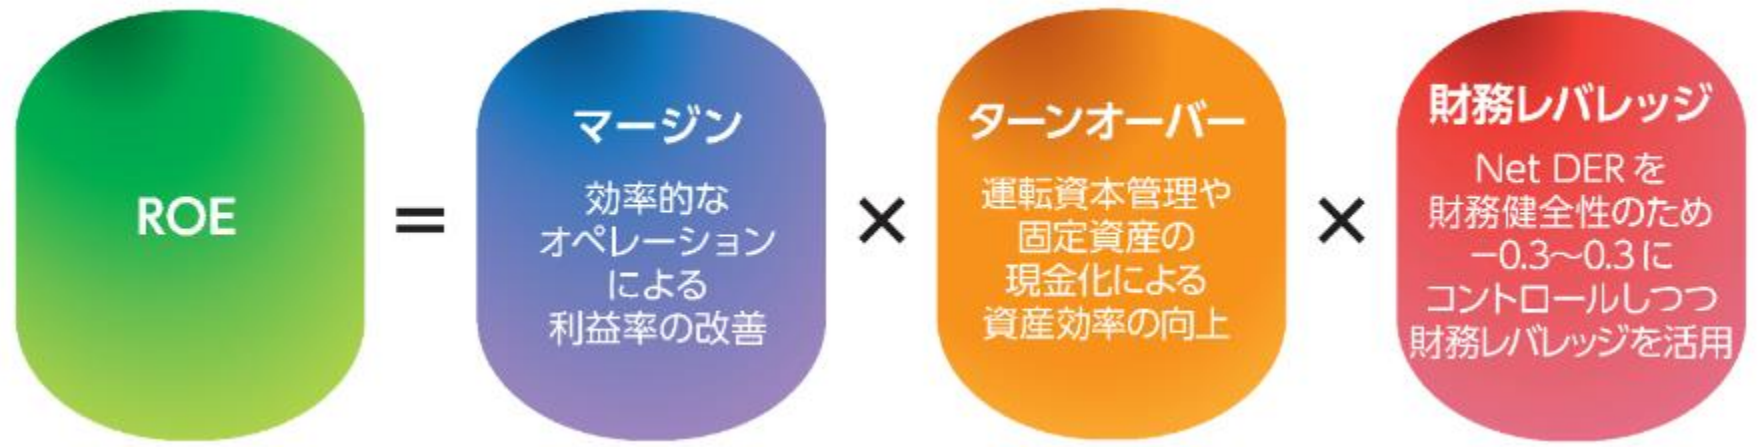 ROE
=
マージン
効率的な
オペレーション
による
利益率の改善
×
ターンオーバー
運転資本管理や
固定資産の
現金化による
資産効率の向上
×
財務レバレッジ
Net DERを
財務健全性のため
−0.3〜0.3に
コントロールしつつ
財務レバレッジを活用